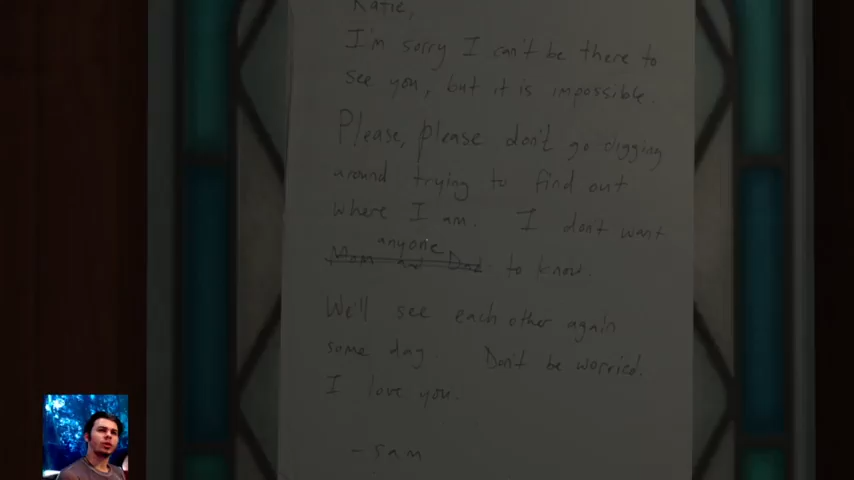 Katie,
I'm sorry I can't be there to
see you, but it is impossible.
Please, please don't go digging
around trying to find out
where I am. I don't want
anyone
Mom and Dad to know.
We'll see each other again
some day. Don't be worried.
I love you.
- Sam